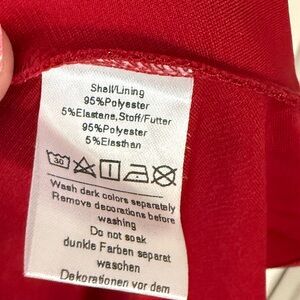 Shell/Lining
95%Polyester
5%Elastane,Stoff/Futter
95%Polyester
5%Elasthan
30
Wash dark colors separately
Remove decorations before
washing
Do not soak
dunkle Farben separat
waschen
Dekorationen vor dem